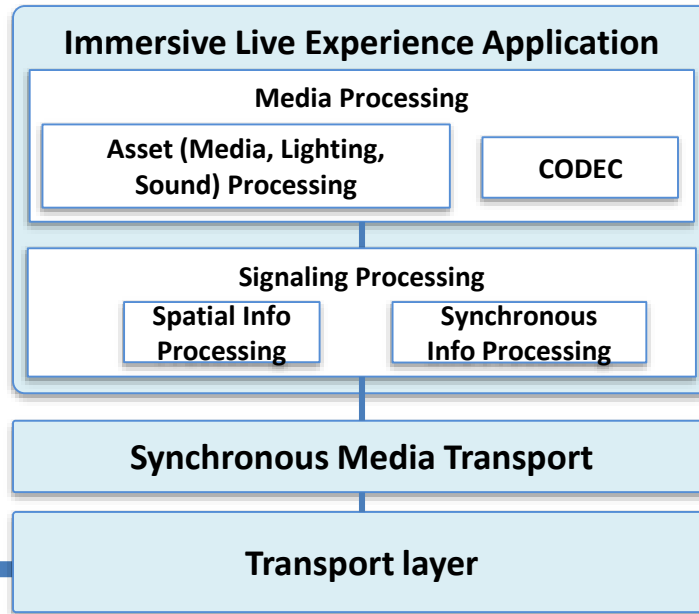 Immersive Live Experience Application
Media Processing
Asset (Media, Lighting,
Sound) Processing
CODEC
Signaling Processing
Spatial Info
Processing
Synchronous
Info Processing
Synchronous Media Transport
Transport layer